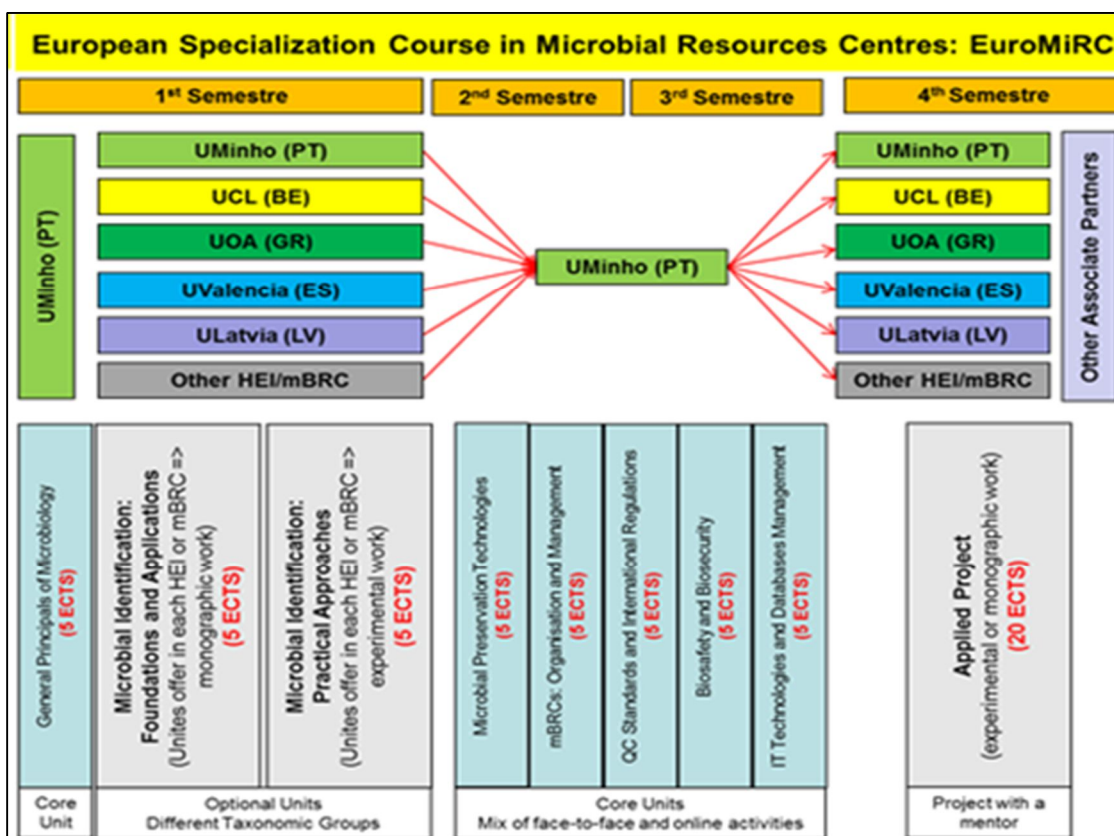 European Specialization Course in Microbial Resources Centres: EuroMiRC
1st Semestre
2nd Semestre
3rd Semestre
4th Semestre
UMinho (PT)
UMinho (PT)
UCL (BE)
UOA (GR)
UValencia (ES)
ULatvia (LV)
Other HEI/mBRC
UMinho (PT)
UMinho (PT)
UCL (BE)
UOA (GR)
UValencia (ES)
ULatvia (LV)
Other HEI/mBRC
Other Associate Partners
General Principals of Microbiology
(5 ECTS)
Microbial Identification:
Foundations and Applications
(Unites offer in each HEI or mBRC =>
monographic work)
(5 ECTS)
Microbial Identification:
Practical Approaches
(Unites offer in each HEI or mBRC =>
experimental work)
(5 ECTS)
Microbial Preservation Technologies
(5 ECTS)
mBRCs: Organisation and Management
(5 ECTS)
QC Standards and International Regulations
(5 ECTS)
Biosafety and Biosecurity
(5 ECTS)
IT Technologies and Databases Management
(5 ECTS)
Applied Project
(experimental or monographic work)
(20 ECTS)
Core
Unit
Optional Units
Different Taxonomic Groups
Core Units
Mix of face-to-face and online activities
Project with a
mentor